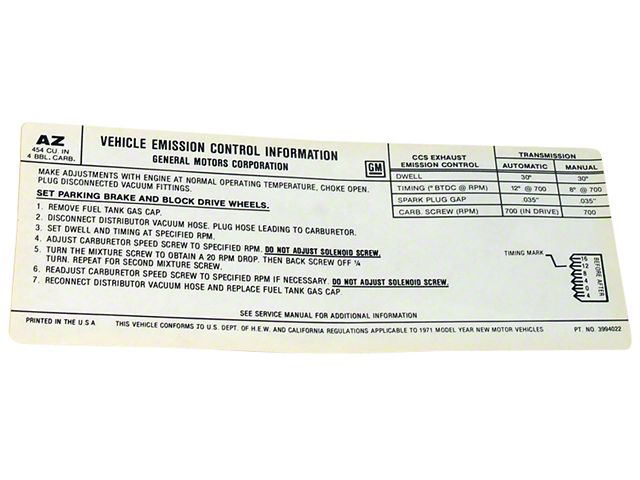 AZ
454 CU. IN
4 BBL. CARB.
VEHICLE EMISSION CONTROL INFORMATION
GENERAL MOTORS CORPORATION
GM
MAKE ADJUSTMENTS WITH ENGINE AT NORMAL OPERATING TEMPERATURE, CHOKE OPEN.
PLUG DISCONNECTED VACUUM FITTINGS.
SET PARKING BRAKE AND BLOCK DRIVE WHEELS.
1. REMOVE FUEL TANK GAS CAP.
2. DISCONNECT DISTRIBUTOR VACUUM HOSE. PLUG HOSE LEADING TO CARBURETOR.
3. SET DWELL AND TIMING AT SPECIFIED RPM.
4. ADJUST CARBURETOR SPEED SCREW TO SPECIFIED RPM. DO NOT ADJUST SOLENOID SCREW.
5. TURN THE MIXTURE SCREW TO OBTAIN A 20 RPM DROP. THEN BACK SCREW OFF ¼
TURN. REPEAT FOR SECOND MIXTURE SCREW.
6. READJUST CARBURETOR SPEED SCREW TO SPECIFIED RPM IF NECESSARY. DO NOT ADJUST SOLENOID SCREW.
7. RECONNECT DISTRIBUTOR VACUUM HOSE AND REPLACE FUEL TANK GAS CAP
CCS EXHAUST TRANSMISSION
EMISSION CONTROL AUTOMATIC MANUAL
DWELL 30° 30°
TIMING (° BTDC @ RPM) 12° @ 700 8° @ 700
SPARK PLUG GAP .035" .035"
CARB. SCREW (RPM) 700 (IN DRIVE) 700
TIMING MARK
BEFORE AFTER
SEE SERVICE MANUAL FOR ADDITIONAL INFORMATION
PRINTED IN THE U S A THIS VEHICLE CONFORMS TO U.S. DEPT. OF H.E.W. AND CALIFORNIA REGULATIONS APPLICABLE TO 1971 MODEL YEAR NEW MOTOR VEHICLES PT. NO. 3994022